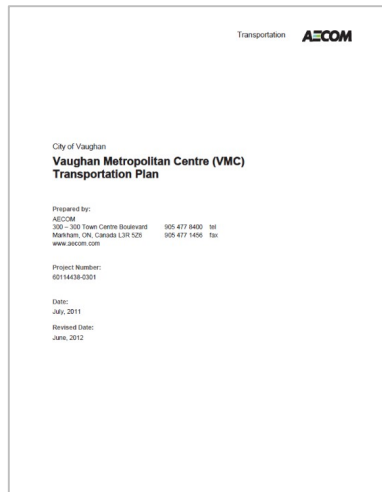 Transportation AECOM
City of Vaughan
Vaughan Metropolitan Centre (VMC)
Transportation Plan
Prepared by:
AECOM
300 – 300 Town Centre Boulevard 905 477 8400 tel
Markham, ON, Canada L3R 5Z6 905 477 1456 fax
www.aecom.com
Project Number:
60114438-0301
Date:
July, 2011
Revised Date:
June, 2012